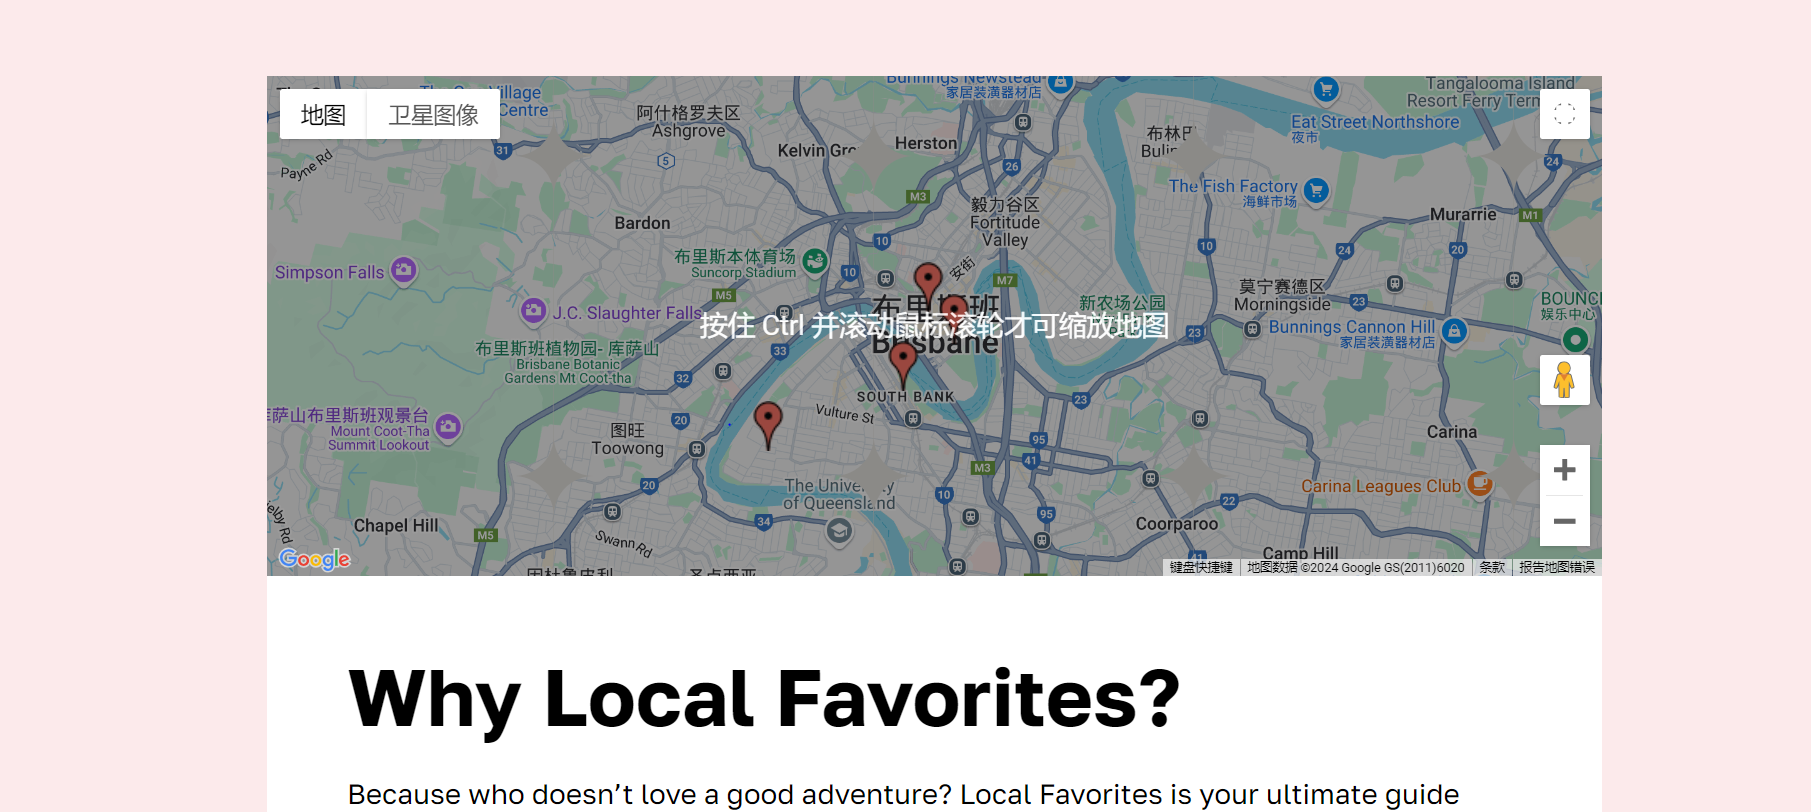 Bunnings Newstead
家居装潢器材店
Tangalooma Island
Resort Ferry Term
Village
Centre
地图
卫星图像
阿什格罗夫区
Ashgrove
31
5
Payne Rd
Kelvin Gro
Herston
26
布林
Eat Street Northshore
夜市
24
The Fish Factory
海鲜市场
M3
毅力谷区
Fortitude
Valley
Murarrie
M1
Bardon
10
10
24
20
布里斯本体育场
Suncorp Stadium
10
安街
Simpson Falls
M5
M7
莫宁赛德区
Morningside
23
新农场公园
J.C. Slaughter Falls
布里斯班
Brisbane
按住 Ctrl 并滚动鼠标滚轮才可缩放地图
23
Bunnings Cannon Hill
家居装潢器材店
BOUNC
娱乐中心
布里斯班植物园- 库萨山
Brisbane Botanic
Gardens Mt Coot-tha
33
32
SOUTH BANK
23
萨山布里斯班观景台
Mount Coot-Tha
Summit Lookout
20
Vulture St
图旺
Toowong
95
41
Carina
M3
20
The University
of Queensland
10
95
22
Carina Leagues Club
Chapel Hill
M5
34
Swann Rd
Coorparoo
Camp Hill
41
Google
键盘快捷键
地图数据 ©2024 Google GS(2011)6020
条款
报告地图错误
Why Local Favorites?
Because who doesn’t love a good adventure? Local Favorites is your ultimate guide